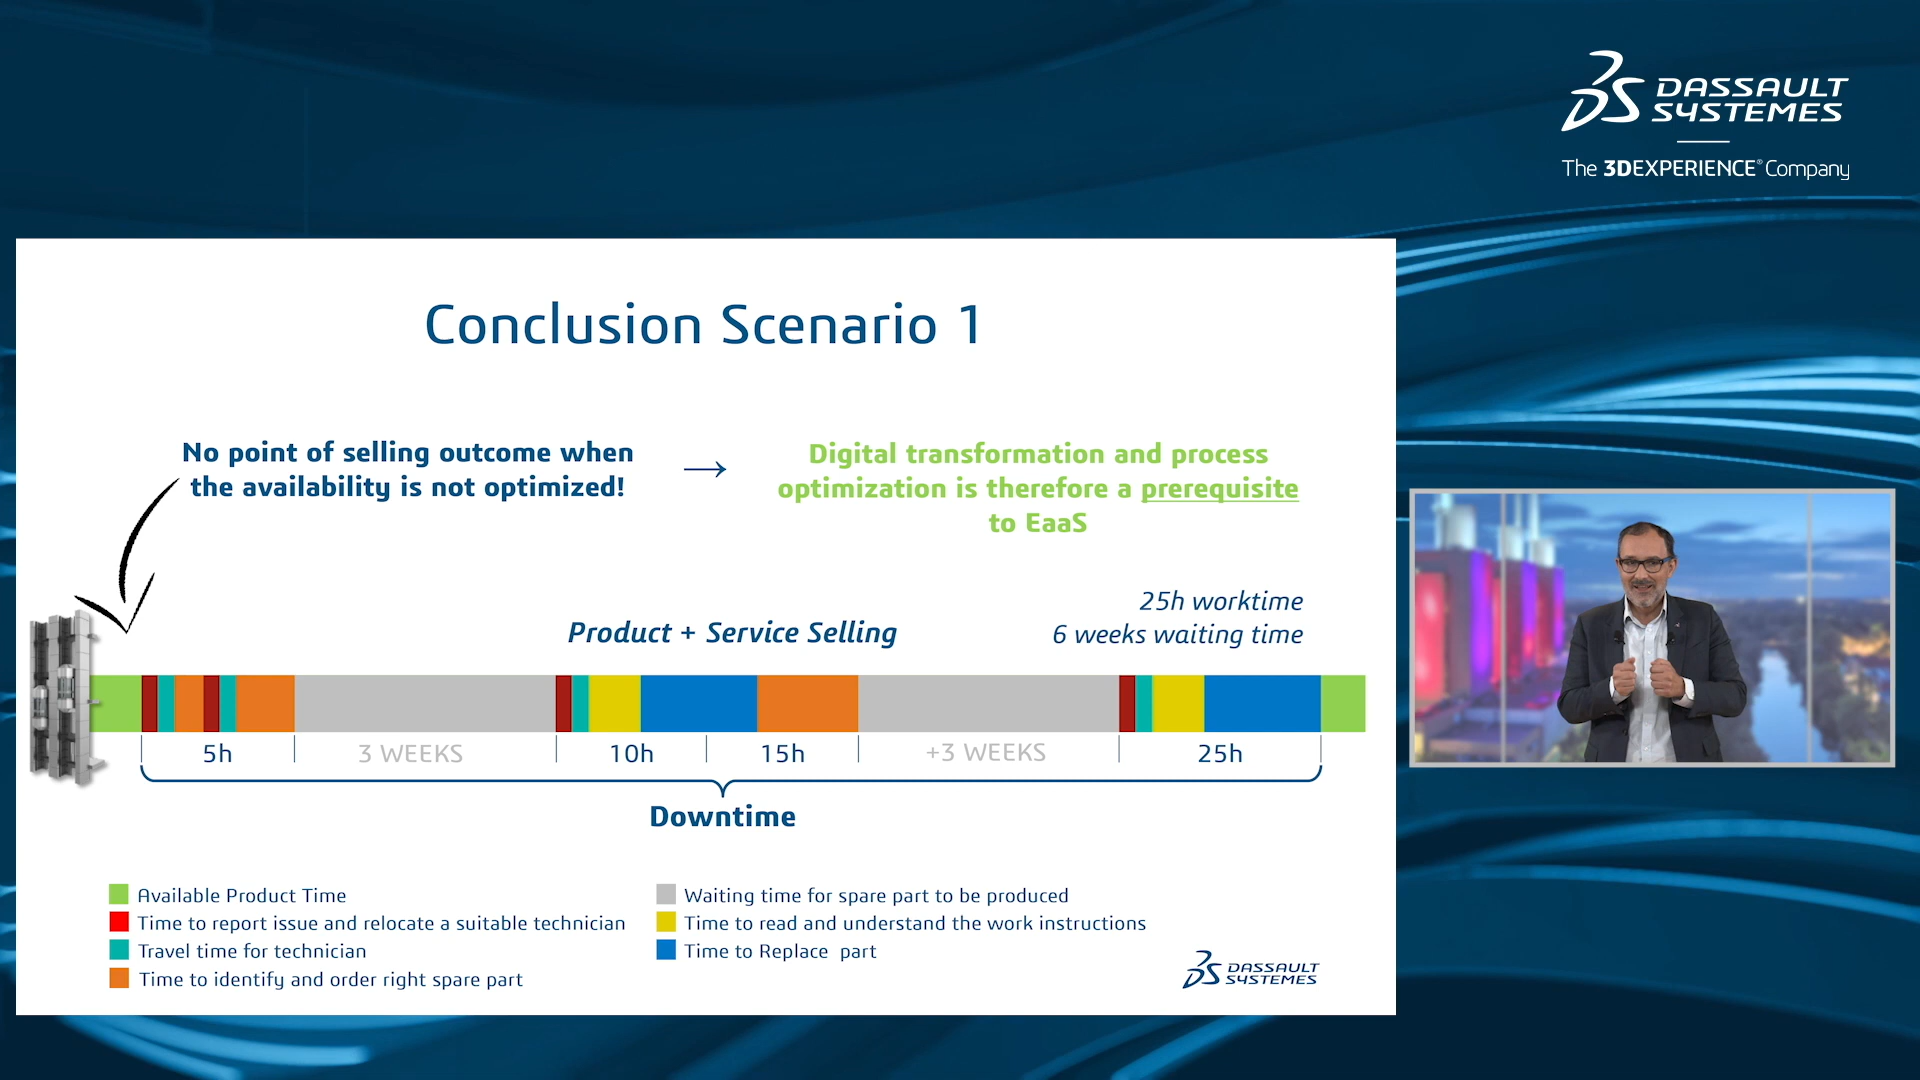 DASSAULT
SYSTEMES
The 3DEXPERIENCE® Company
Conclusion Scenario 1
No point of selling outcome when
the availability is not optimized!
→
Digital transformation and process
optimization is therefore a prerequisite
to EaaS
25h worktime
6 weeks waiting time
Product + Service Selling
5h
3 WEEKS
10h
15h
+3 WEEKS
25h
Downtime
Available Product Time
Time to report issue and relocate a suitable technician
Travel time for technician
Time to identify and order right spare part
Waiting time for spare part to be produced
Time to read and understand the work instructions
Time to Replace part
DASSAULT
SYSTEMES